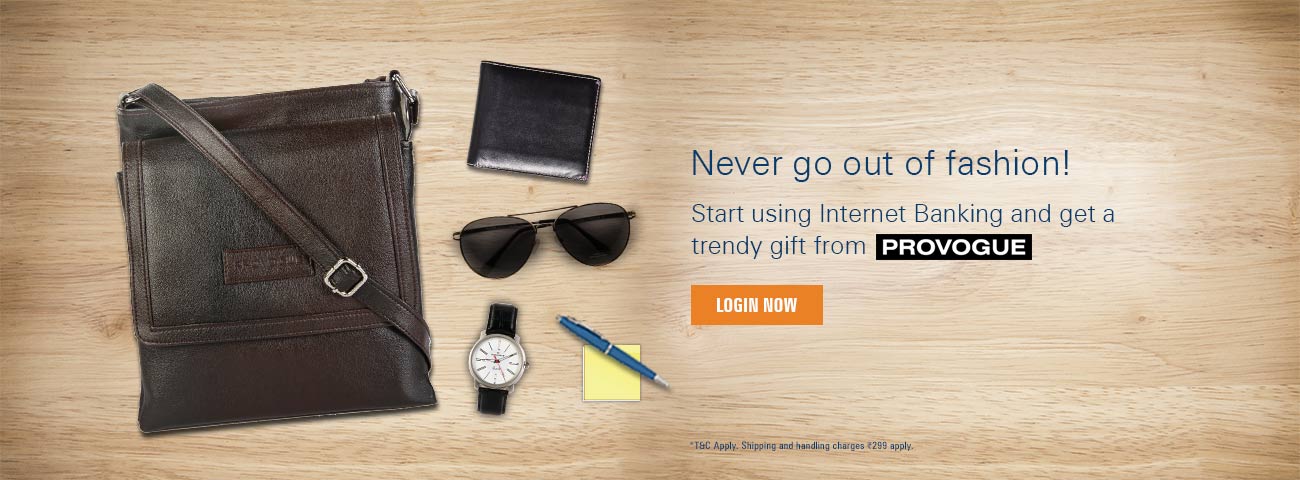 Never go out of fashion!
Start using Internet Banking and get a
trendy gift from PROVOGUE
LOGIN NOW
*T&C Apply. Shipping and handling charges ₹299 apply.